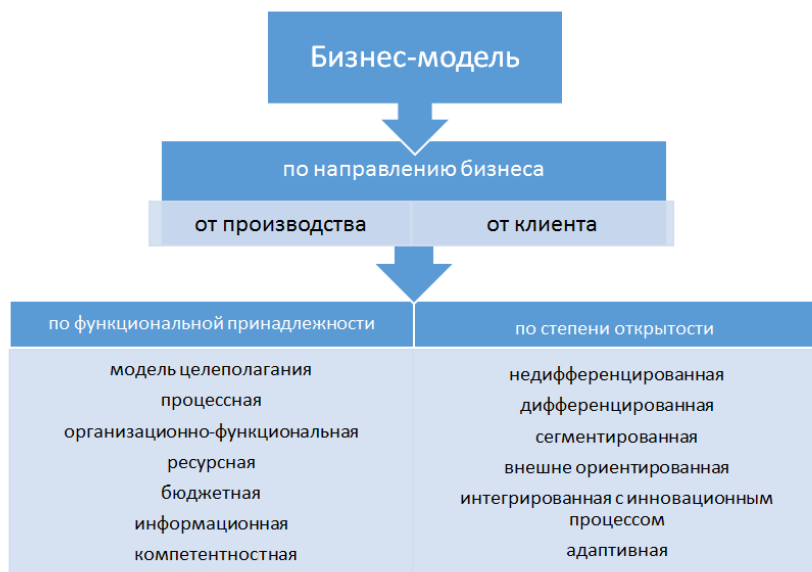 Бизнес-модель
по направлению бизнеса
от производства
от клиента
по функциональной принадлежности
модель целеполагания
процессная
организационно-функциональная
ресурсная
бюджетная
информационная
компетентностная
по степени открытости
недифференцированная
дифференцированная
сегментированная
внешне ориентированная
интегрированная с инновационным
процессом
адаптивная